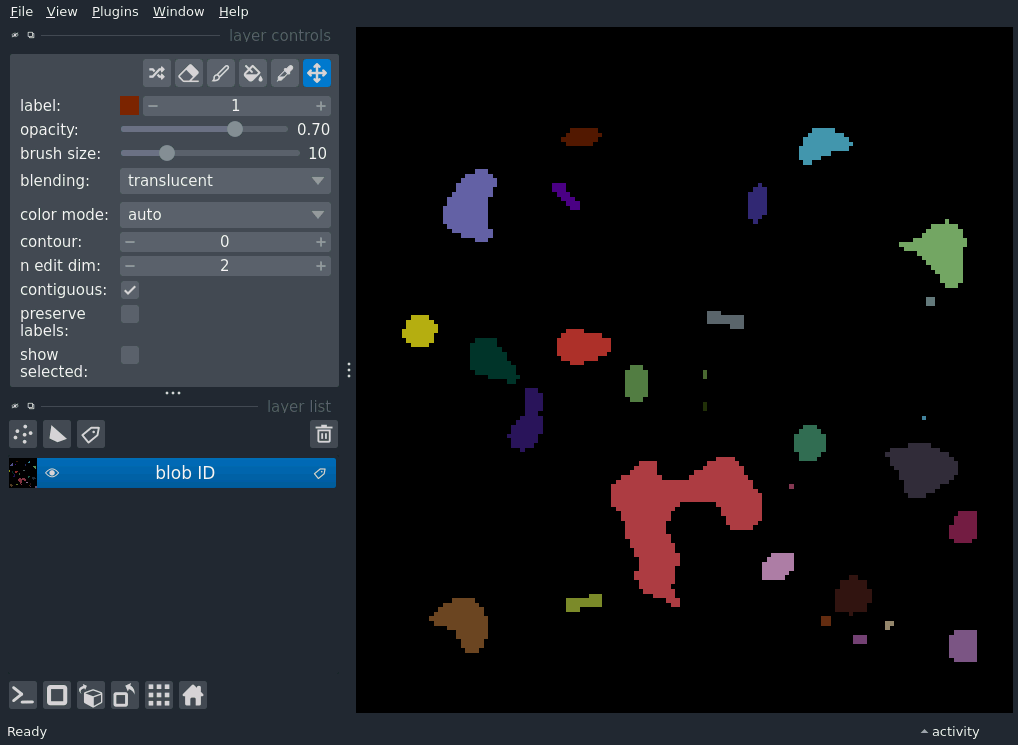 File View Plugins Window Help
layer controls
label: 1
opacity: 0.70
brush size: 10
blending: translucent
color mode: auto
contour: 0
n edit dim: 2
contiguous:
preserve
labels:
show
selected:
layer list
blob ID
Ready
activity